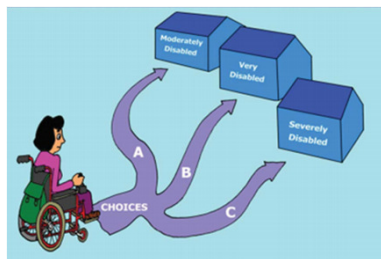 Moderately
Disabled
Very
Disabled
Severely
Disabled
A
B
C
CHOICES